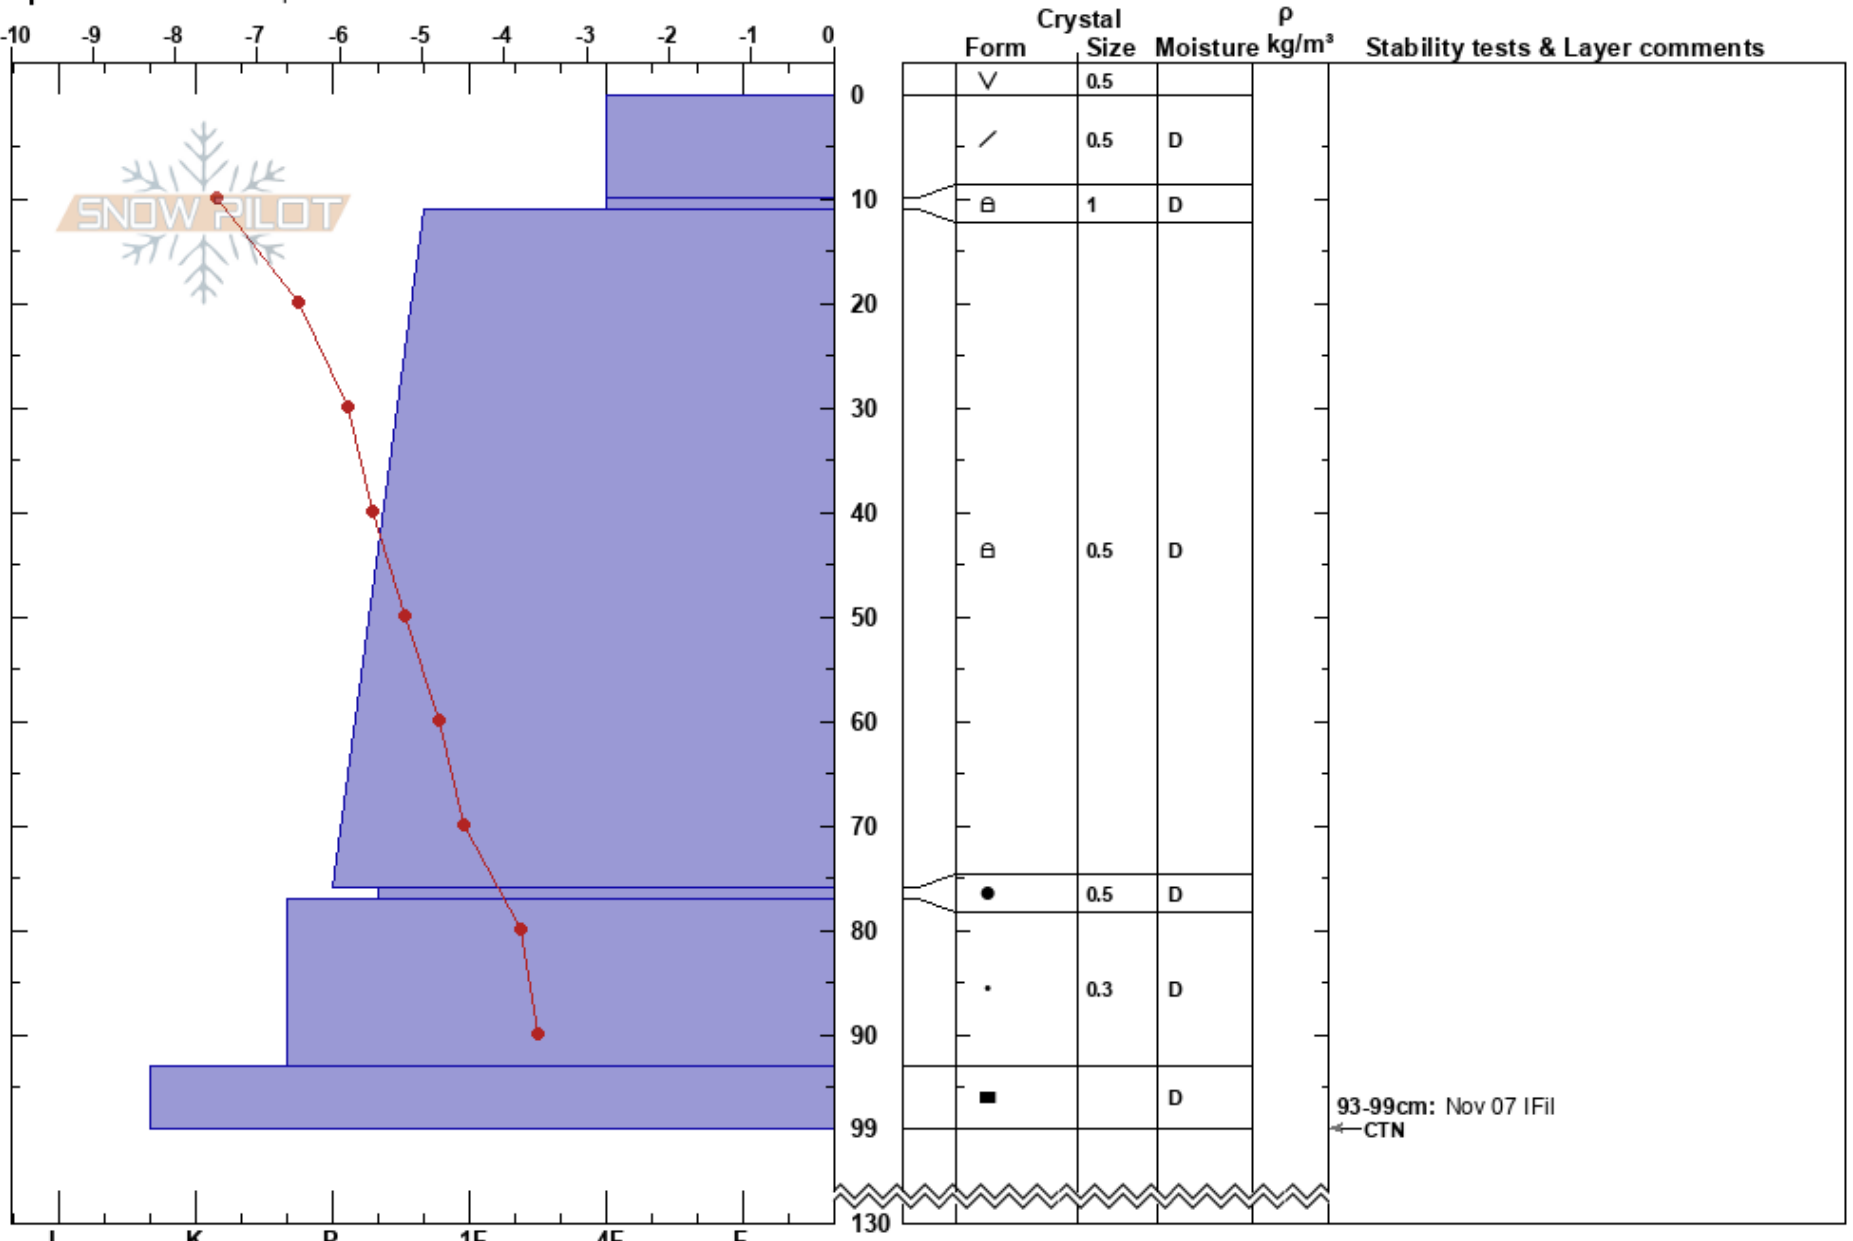 Crystal ρ
-10 -9 -8 -7 -6 -5 -4 -3 -2 -1 0 Form Size Moisture kg/m³ Stability tests & Layer comments
0.5
0
0.5 D
SNOW PILOT 10 1 D
20
30
40
0.5 D
50
60
70
0.5 D
80
0.3 D
90
D
93-99cm: Nov 07 IFil
99 CTN
130
I K P 1F 4F F